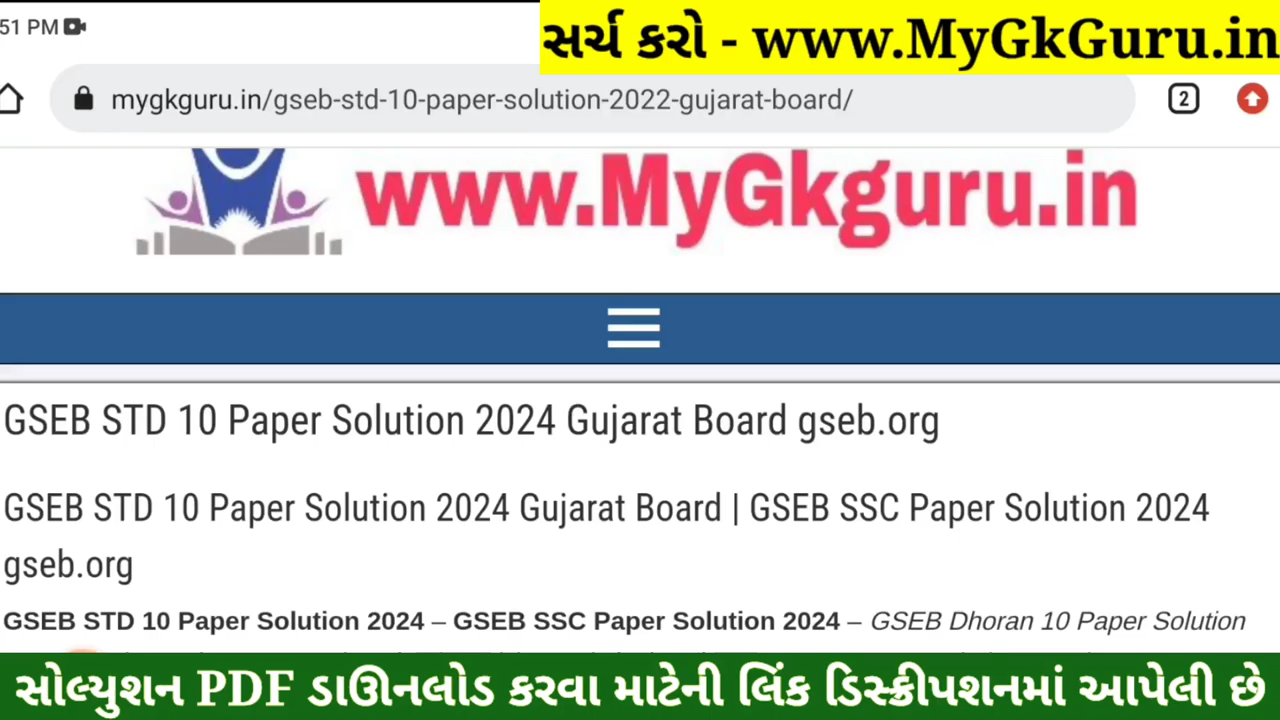 51 PM
સર્ચ કરો - www.MyGkGuru.in
mygkguru.in/gseb-std-10-paper-solution-2022-gujarat-board/
2
www.MyGkguru.in
GSEB STD 10 Paper Solution 2024 Gujarat Board gseb.org
GSEB STD 10 Paper Solution 2024 Gujarat Board | GSEB SSC Paper Solution 2024
gseb.org
GSEB STD 10 Paper Solution 2024 – GSEB SSC Paper Solution 2024 – GSEB Dhoran 10 Paper Solution
સોલ્યુશન PDF ડાઊનલોડ કરવા માટેની લિંક ડિસ્ક્રીપશનમાં આપેલી છે